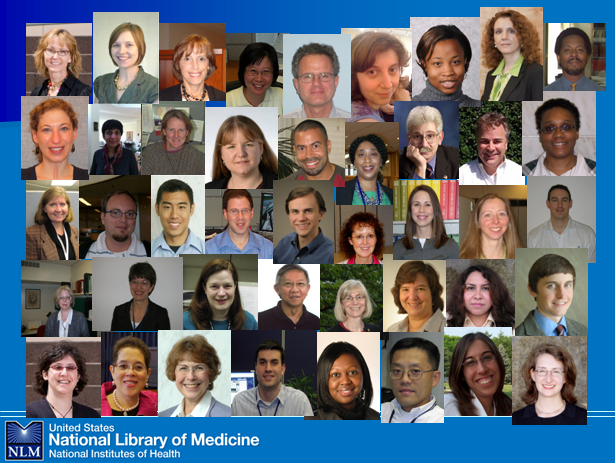 United States
National Library of Medicine
National Institutes of Health
NLM